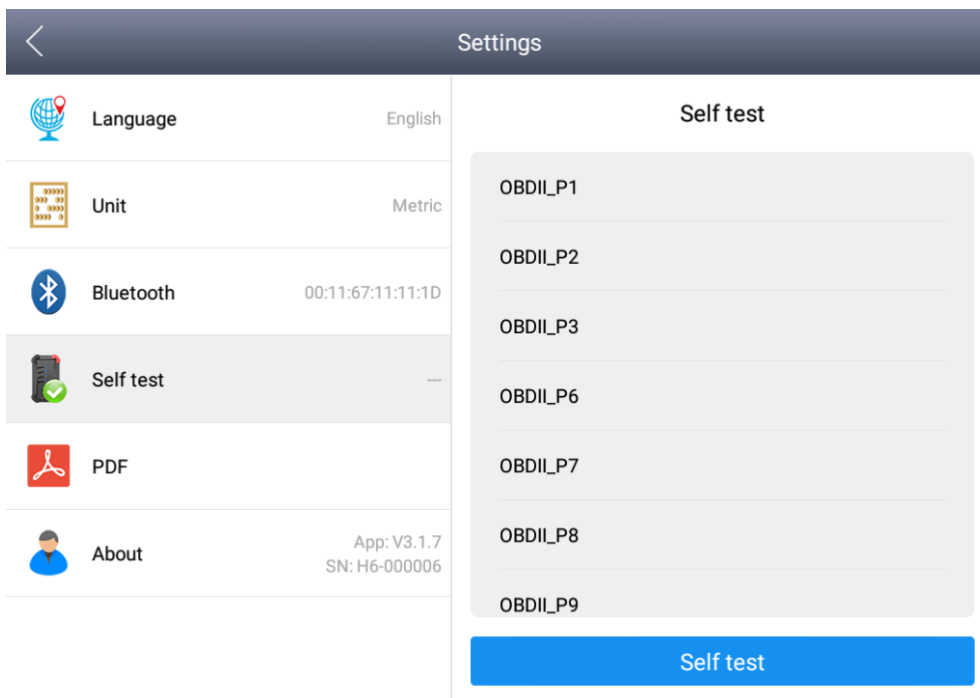 Settings
Language English
Unit Metric
Bluetooth 00:11:67:11:11:1D
Self test ---
PDF
About App: V3.1.7
SN: H6-000006
Self test
OBDII_P1
OBDII_P2
OBDII_P3
OBDII_P6
OBDII_P7
OBDII_P8
OBDII_P9
Self test